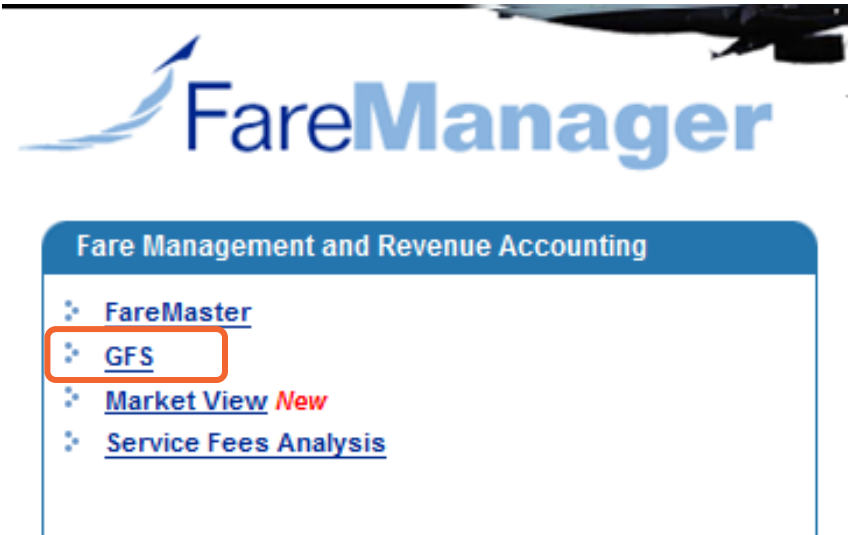 FareManager
Fare Management and Revenue Accounting
FareMaster
GFS
Market View New
Service Fees Analysis